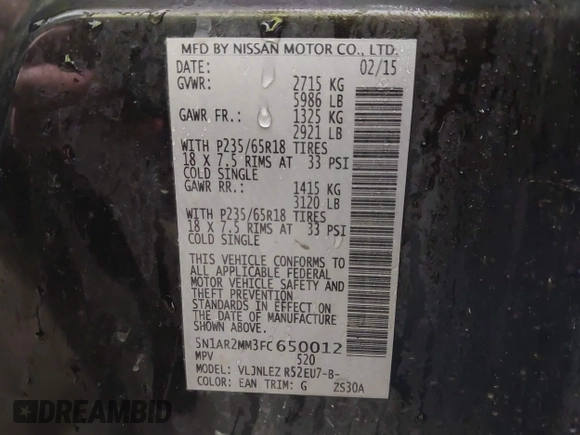 MFD BY NISSAN MOTOR CO., LTD.
DATE: 02/15
GVWR: 2715 KG
5986 LB
GAWR FR.: 1325 KG
2921 LB
WITH P235/65R18 TIRES
18 X 7.5 RIMS AT 33 PSI
COLD SINGLE
GAWR RR.: 1415 KG
3120 LB
WITH P235/65R18 TIRES
18 X 7.5 RIMS AT 33 PSI
COLD SINGLE
THIS VEHICLE CONFORMS TO
ALL APPLICABLE FEDERAL
MOTOR VEHICLE SAFETY AND
THEFT PREVENTION
STANDARDS IN EFFECT ON
THE DATE OF MANUFACTURE
SHOWN ABOVE.
5N1AR2MM3FC650012
MPV 520
MODEL: VLJNLEZ R52EU7-B-
COLOR: EAN TRIM: G ZS30A
DREAMBID